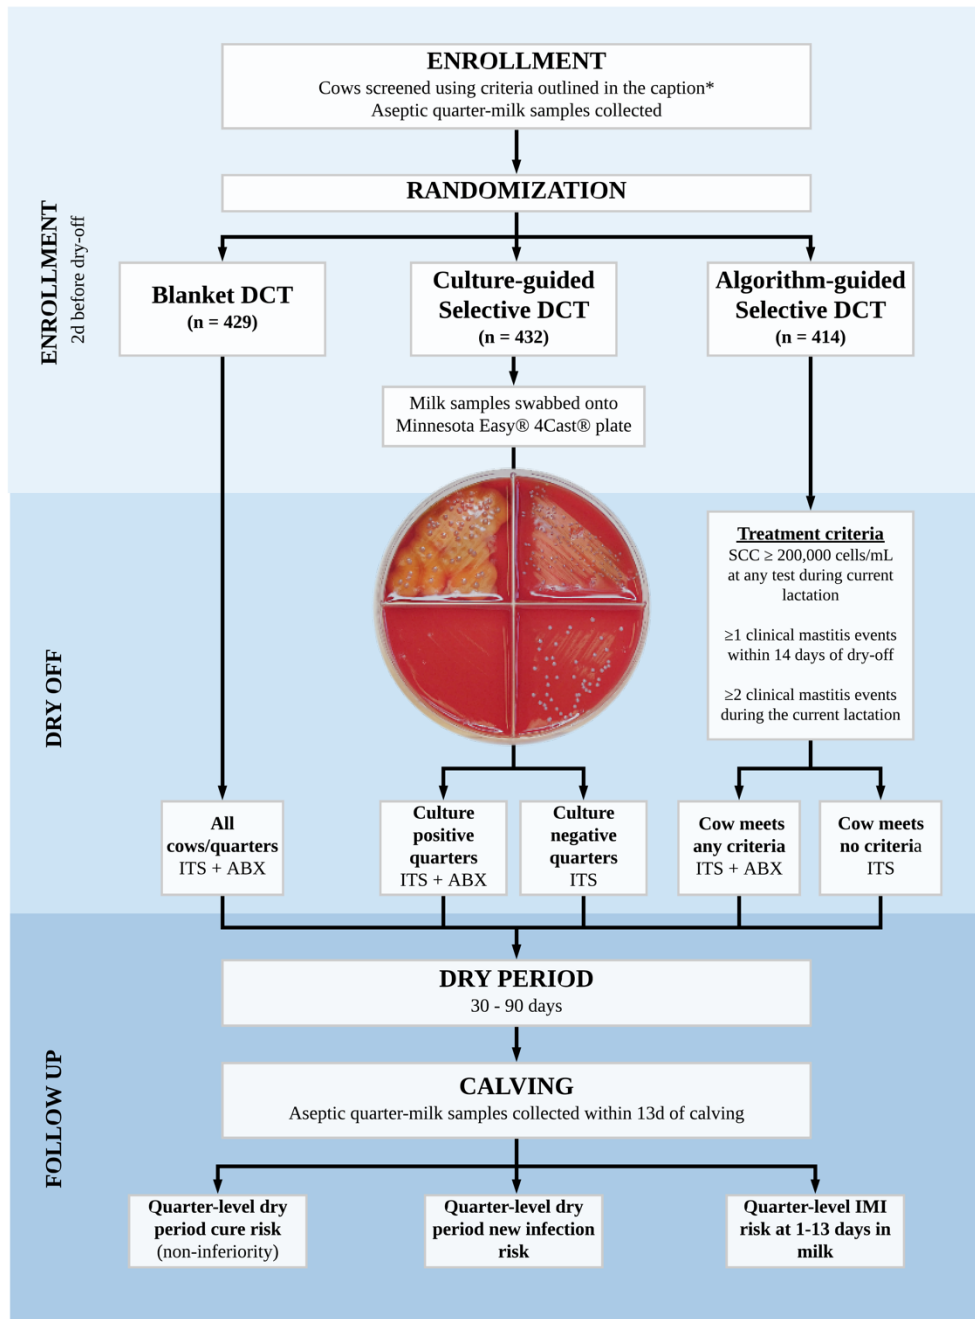 ENROLLMENT
Cows screened using criteria outlined in the caption*
Aseptic quarter-milk samples collected
RANDOMIZATION
ENROLLMENT
2d before dry-off
Blanket DCT
(n = 429)
Culture-guided
Selective DCT
(n = 432)
Algorithm-guided
Selective DCT
(n = 414)
Milk samples swabbed onto
Minnesota Easy® 4Cast® plate
DRY OFF
Treatment criteria
SCC ≥ 200,000 cells/mL
at any test during current
lactation
≥1 clinical mastitis events
within 14 days of dry-off
≥2 clinical mastitis events
during the current lactation
All
cows/quarters
ITS + ABX
Culture
positive
quarters
ITS + ABX
Culture
negative
quarters
ITS
Cow meets
any criteria
ITS + ABX
Cow meets
no criteria
ITS
FOLLOW UP
DRY PERIOD
30 - 90 days
CALVING
Aseptic quarter-milk samples collected within 13d of calving
Quarter-level dry
period cure risk
(non-inferiority)
Quarter-level dry
period new infection
risk
Quarter-level IMI
risk at 1-13 days in
milk